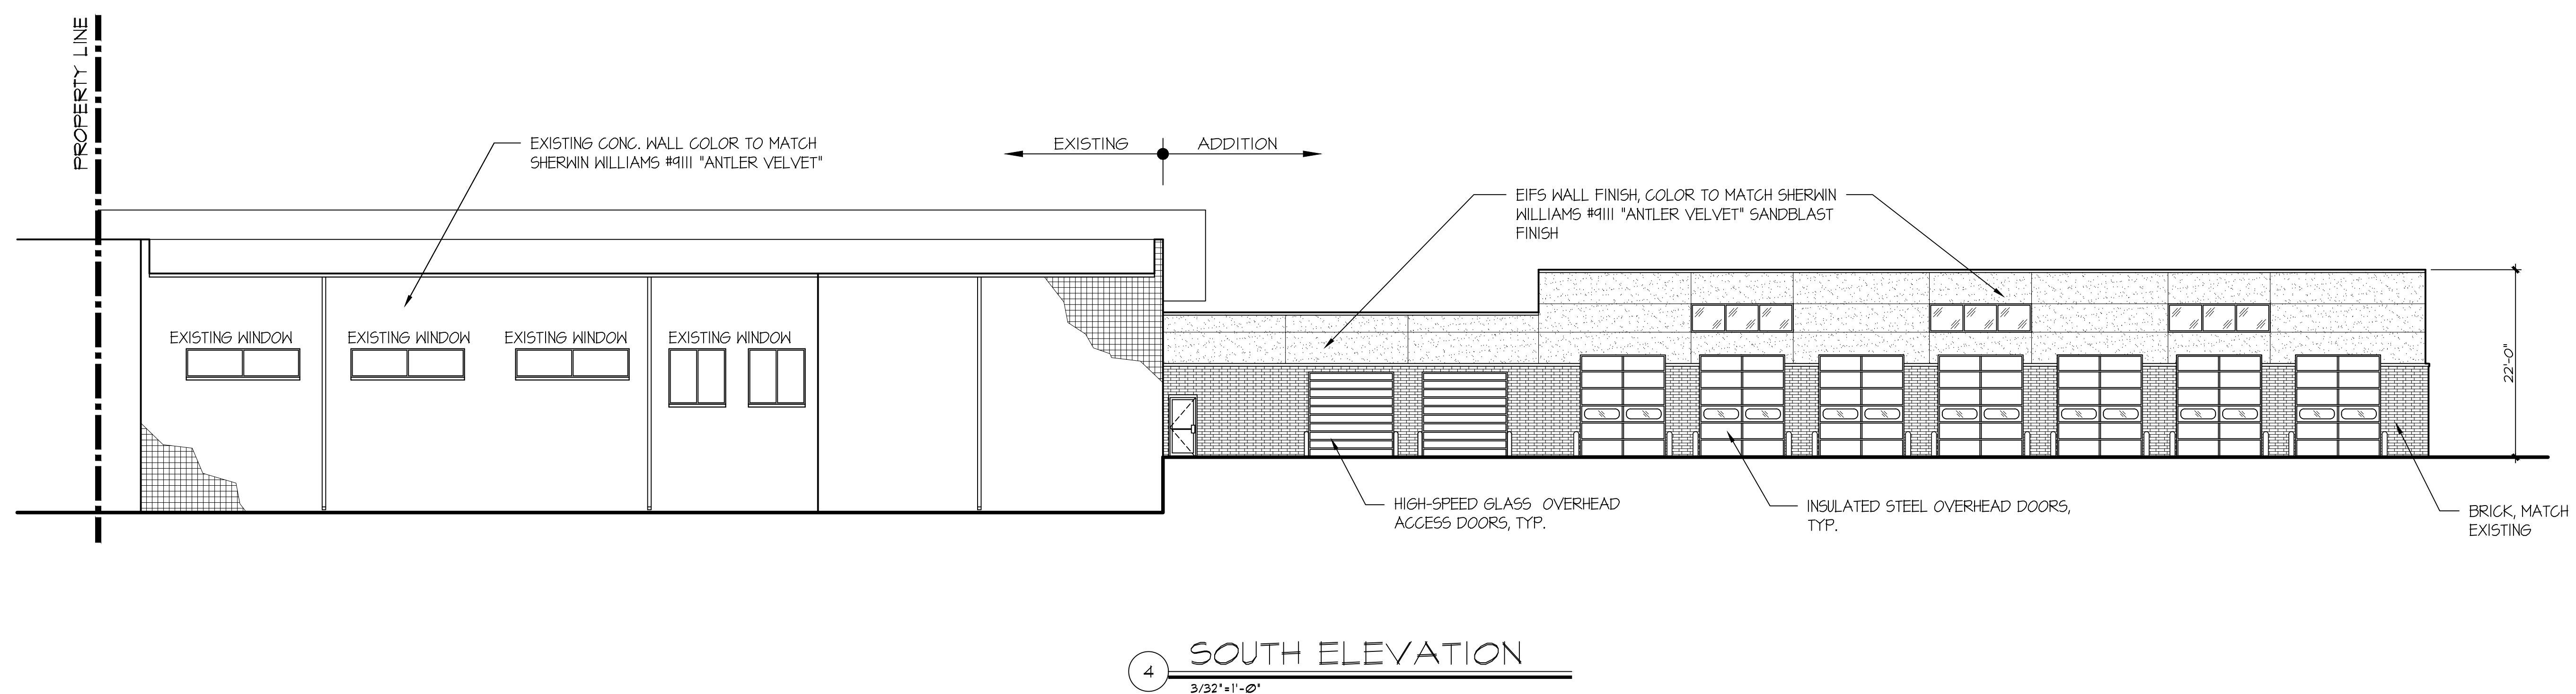 PROPERTY LINE
EXISTING CONC. WALL COLOR TO MATCH
SHERWIN WILLIAMS #9111 "ANTLER VELVET"
EXISTING
ADDITION
EIFS WALL FINISH, COLOR TO MATCH SHERWIN
WILLIAMS #9111 "ANTLER VELVET" SANDBLAST
FINISH
EXISTING WINDOW
EXISTING WINDOW
EXISTING WINDOW
EXISTING WINDOW
22'-0"
HIGH-SPEED GLASS OVERHEAD
ACCESS DOORS, TYP.
INSULATED STEEL OVERHEAD DOORS,
TYP.
BRICK, MATCH
EXISTING
4
SOUTH ELEVATION
3/32"=1'-0"